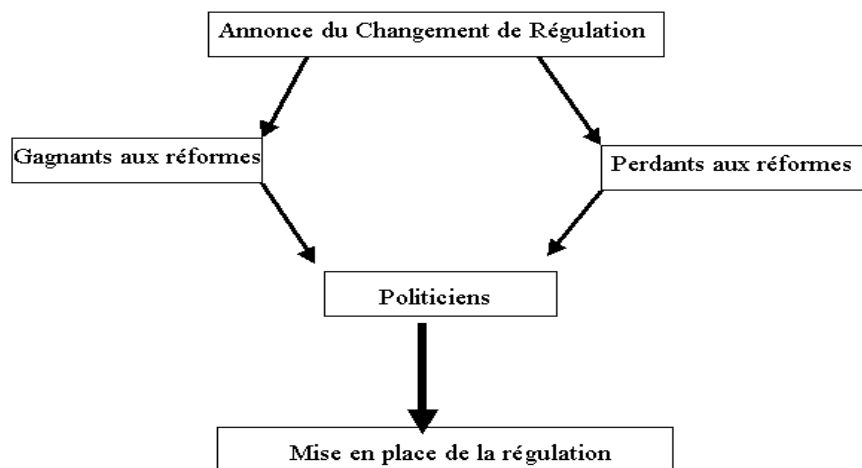 Annonce du Changement de Régulation
Gagnants aux réformes
Perdants aux réformes
Politiciens
Mise en place de la régulation